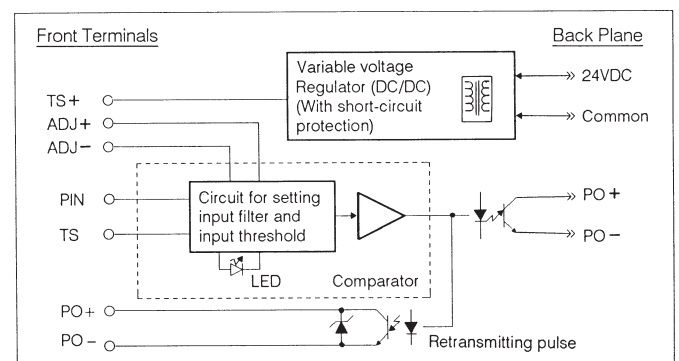 Front Terminals
Back Plane
Variable voltage
Regulator (DC/DC)
(With short-circuit
protection)
24VDC
Common
TS+
ADJ+
ADJ−
PIN
TS
Circuit for setting
input filter and
input threshold
LED
Comparator
PO+
PO−
PO+
PO−
Retransmitting pulse